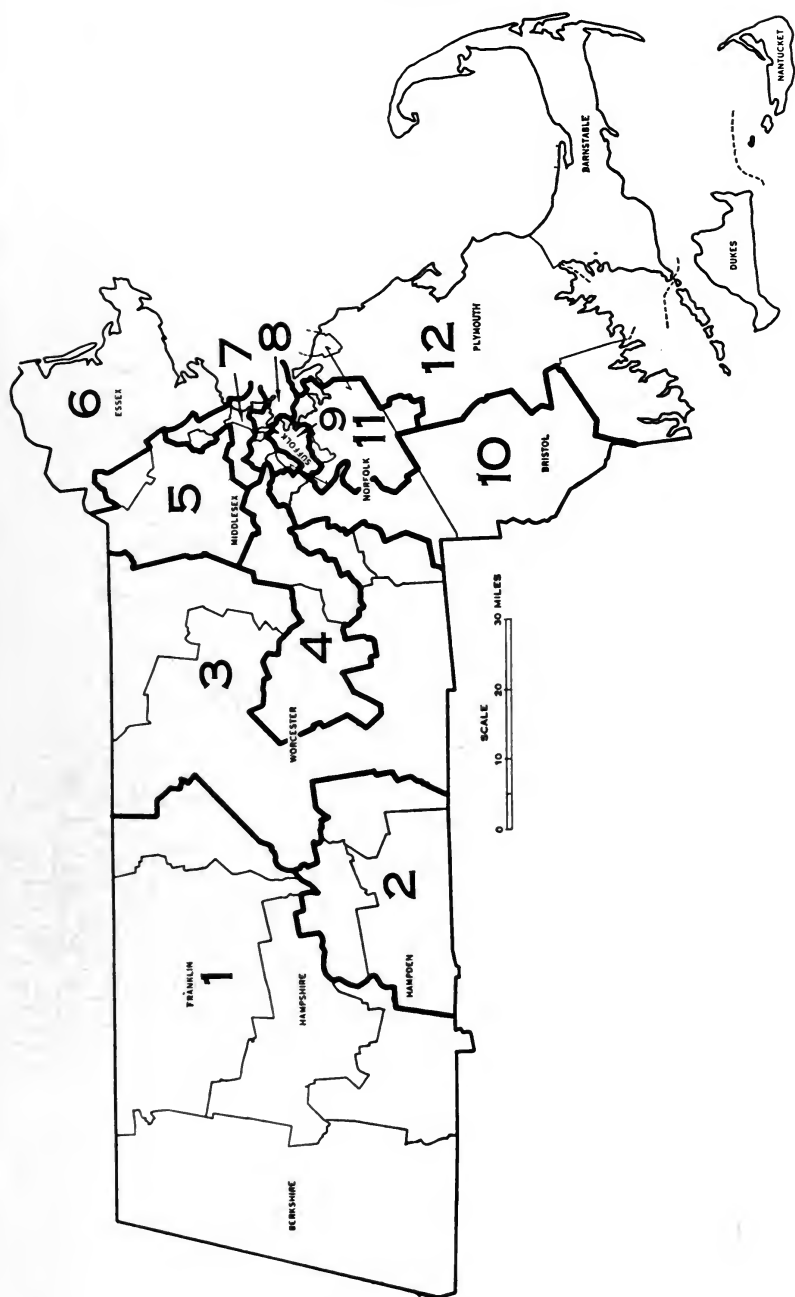 BERKSHIRE
FRANKLIN
1
HAMPSHIRE
HAMPDEN
2
3
WORCESTER
4
5
MIDDLESEX
6
ESSEX
7
8
SUFFOLK
9
11
NORFOLK
10
BRISTOL
12
PLYMOUTH
BARNSTABLE
DUKES
NANTUCKET
SCALE
0 10 20 30 MILES